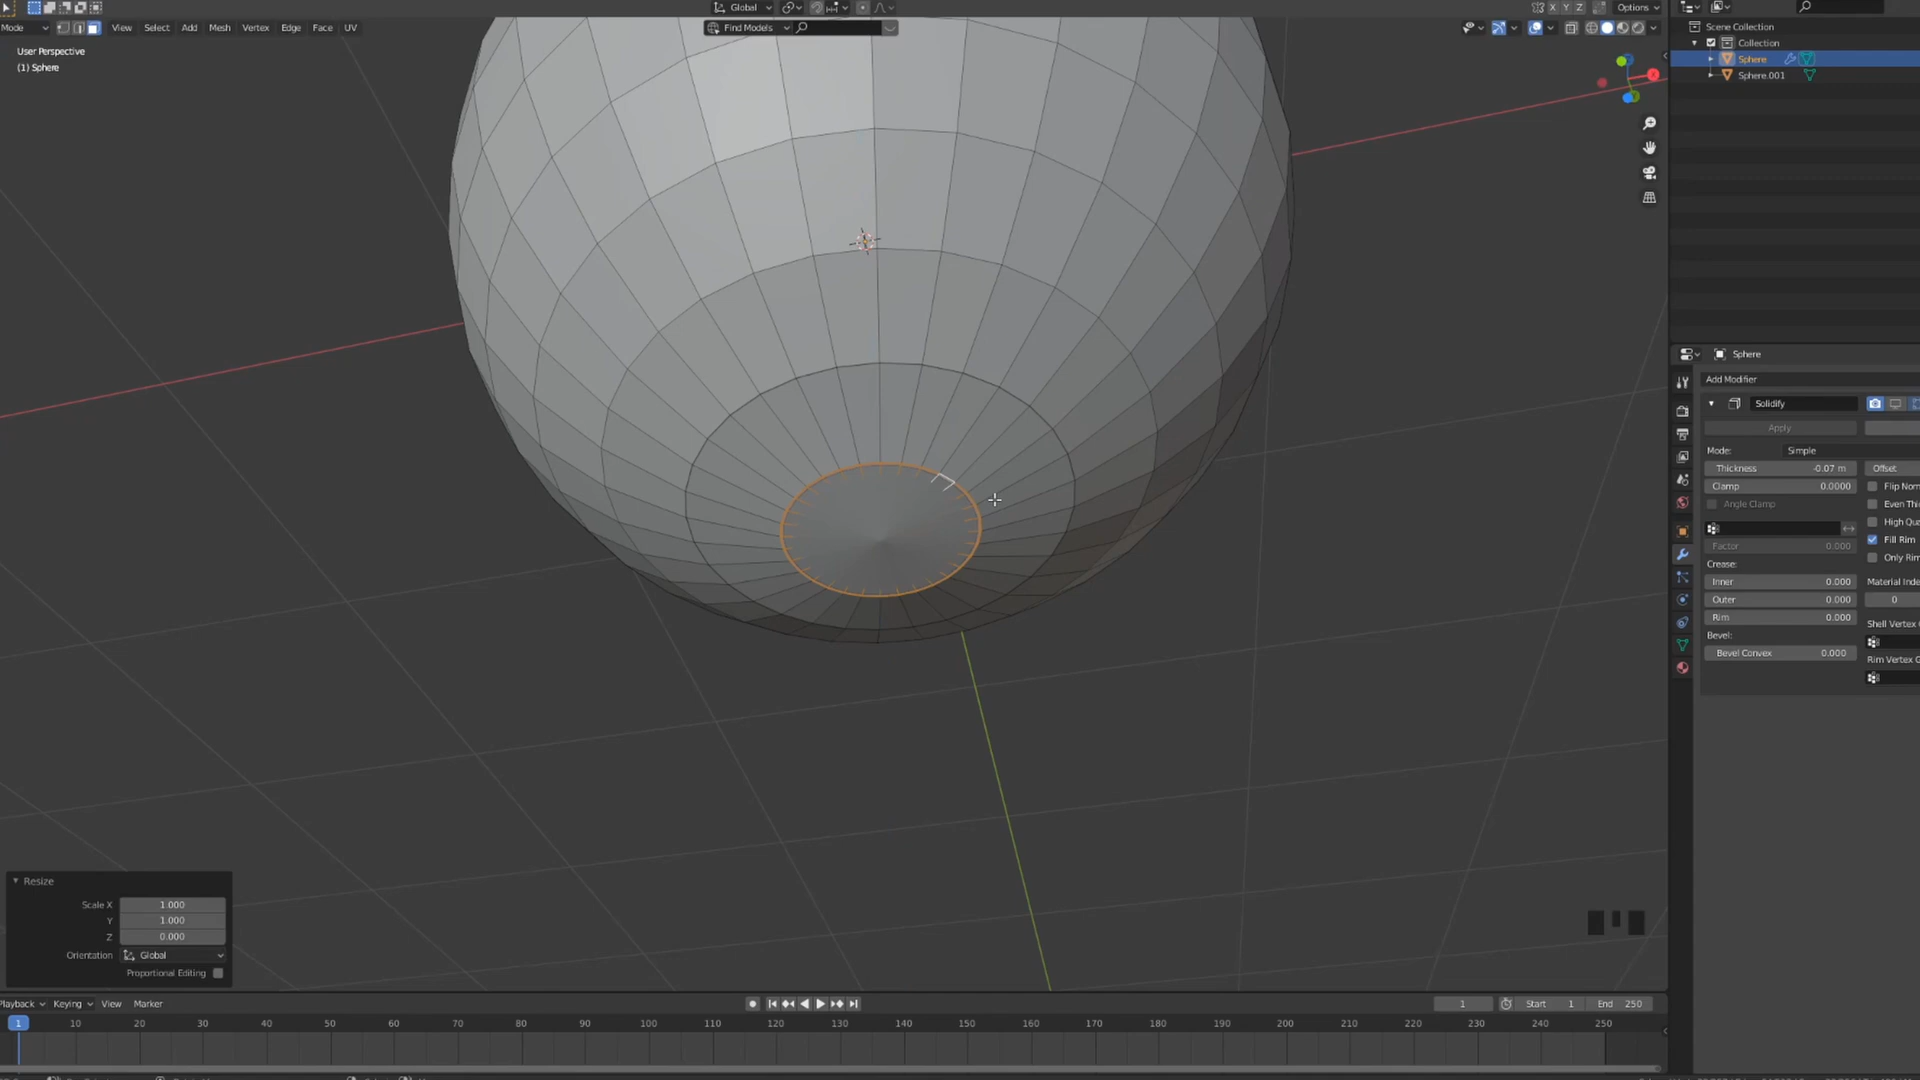 Global
X Y Z
Options
Mode
View
Select
Add
Mesh
Vertex
Edge
Face
UV
Find Models
User Perspective
(1) Sphere
Scene Collection
Collection
Sphere
Sphere.001
Sphere
Add Modifier
Solidify
Apply
Mode: Simple
Thickness -0.07 m Offset
Clamp 0.0000 Flip Nor
Angle Clamp Even Thi
High Qua
Factor 0.000 Fill Rim
Only Rim
Crease:
Inner 0.000 Material Inde
Outer 0.000 0
Rim 0.000 Shell Vertex G
Bevel:
Bevel Convex 0.000 Rim Vertex G
Resize
Scale X 1.000
Y 1.000
Z 0.000
Orientation Global
Proportional Editing
Playback
Keying
View
Marker
1
Start 1
End 250
1 10 20 30 40 50 60 70 80 90 100 110 120 130 140 150 160 170 180 190 200 210 220 230 240 250